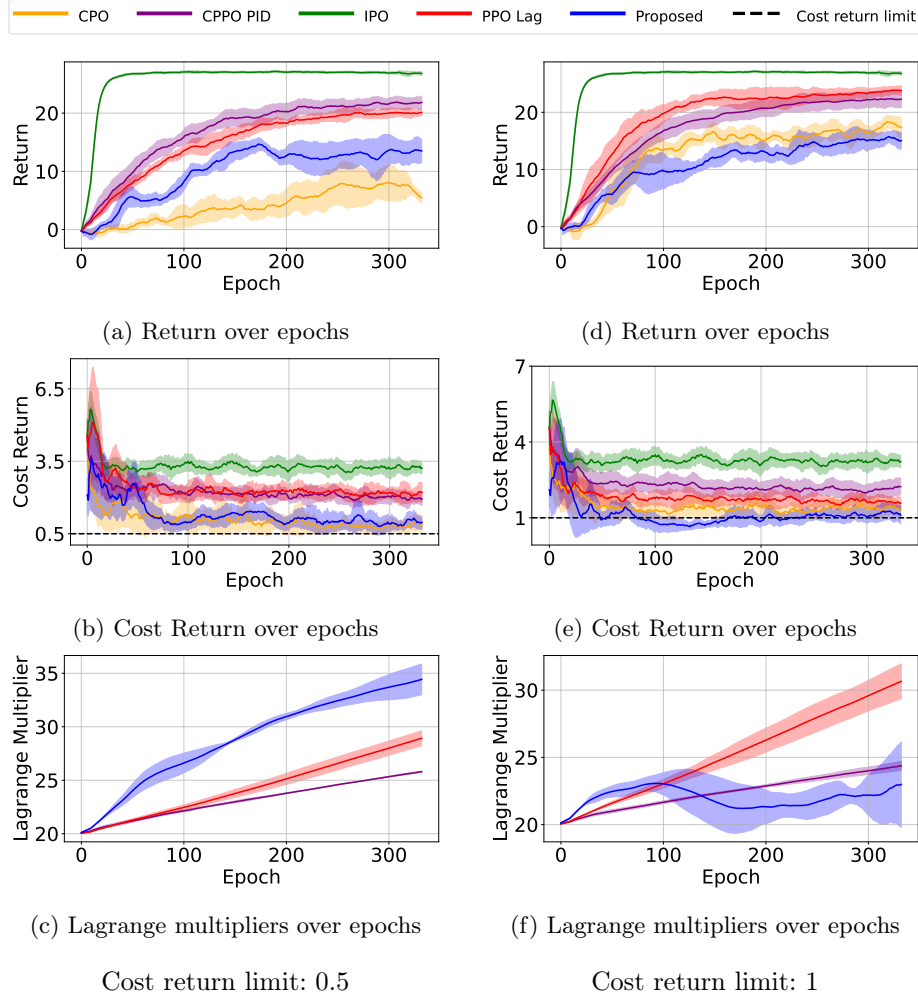 CPO CPPO PID IPO PPO Lag Proposed Cost return limit
Return
20
10
0
0 100 200 300
Epoch
(a) Return over epochs
Return
20
10
0
0 100 200 300
Epoch
(d) Return over epochs
Cost Return
6.5
3.5
0.5
0 100 200 300
Epoch
(b) Cost Return over epochs
Cost Return
7
4
1
0 100 200 300
Epoch
(e) Cost Return over epochs
Lagrange Multiplier
35
30
25
20
0 100 200 300
Epoch
(c) Lagrange multipliers over epochs
Lagrange Multiplier
30
25
20
0 100 200 300
Epoch
(f) Lagrange multipliers over epochs
Cost return limit: 0.5
Cost return limit: 1